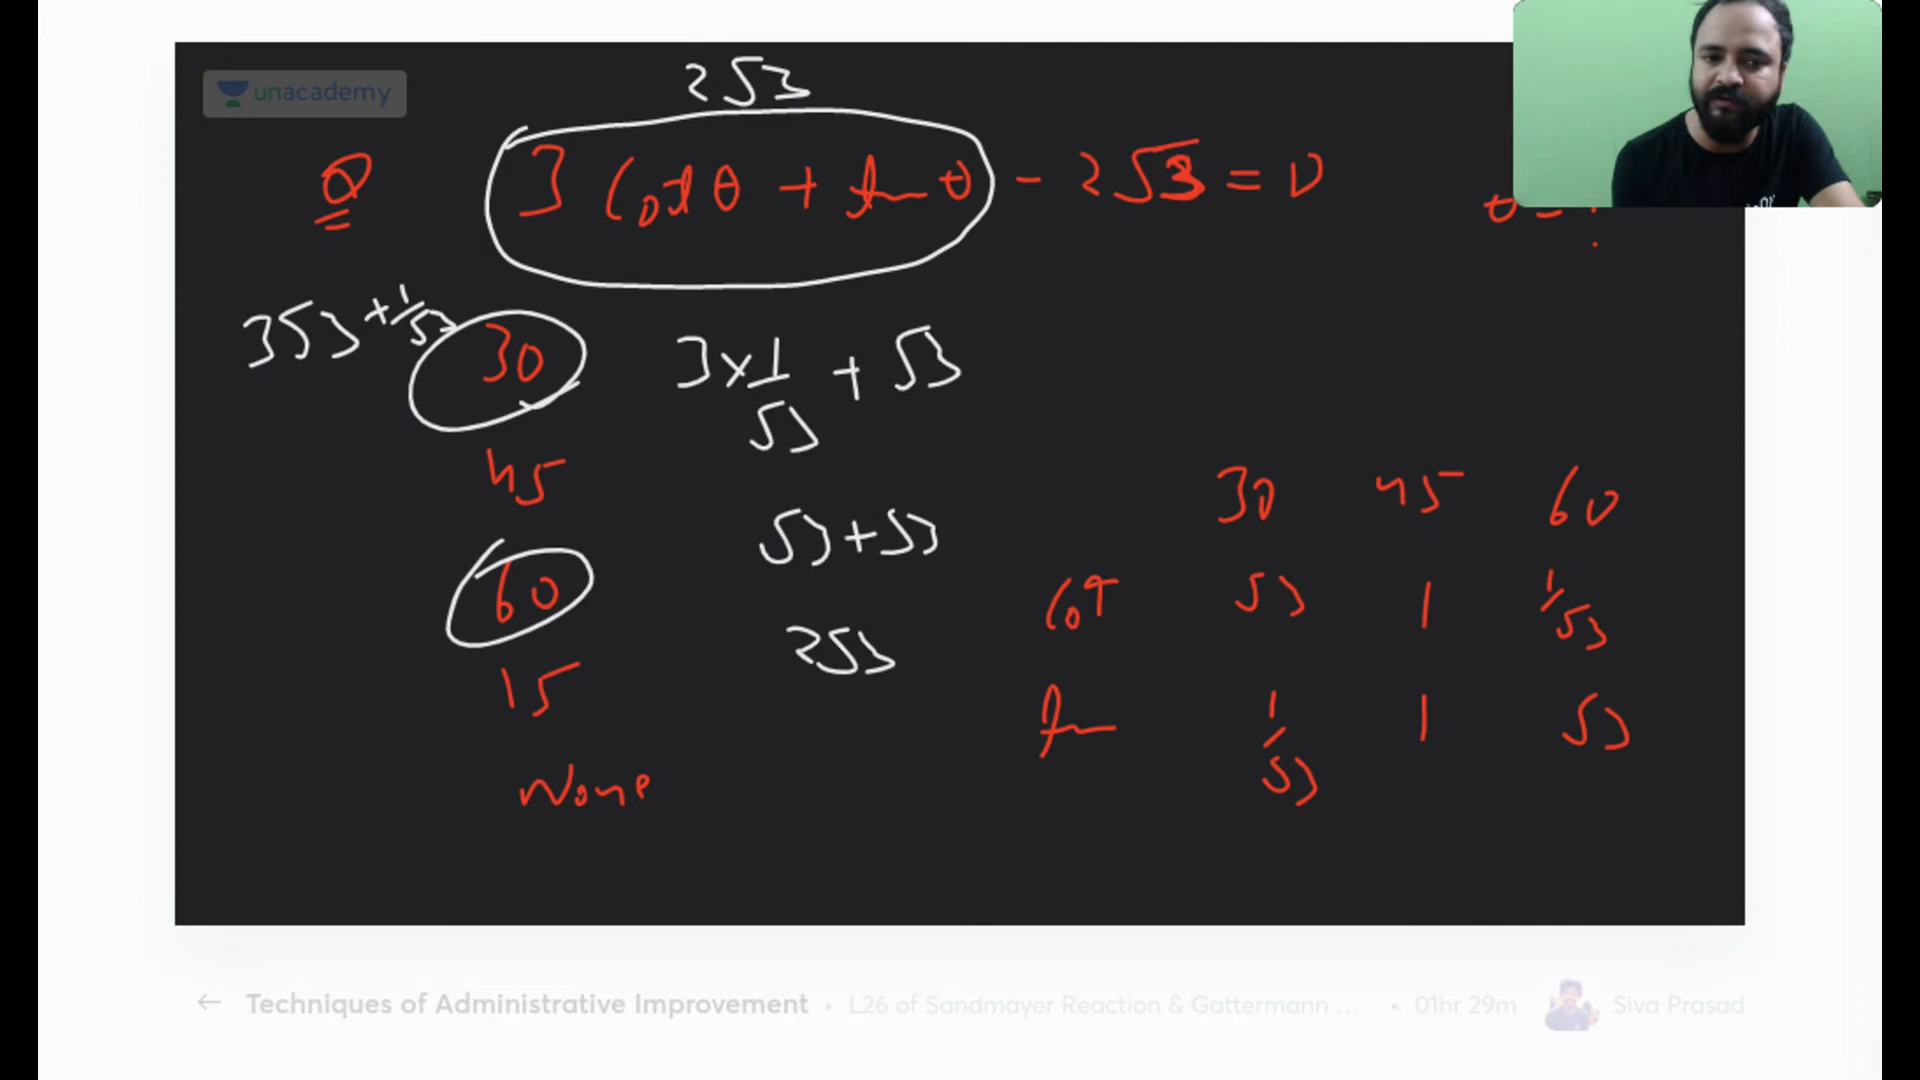 2√3
unacademy
Q 3 Cot θ + tan θ - 2√3 = 0
θ = ?
3√3 + 1/√3 30 3 × 1/√3 + √3
45
30 45 60
√3 + √3
60
Cot √3 1 1/√3
2√3
15
tan 1/√3 1 √3
None
← Techniques of Administrative Improvement • L26 of Sandmayer Reaction & Gattermann ... • 01hr 29m Siva Prasad